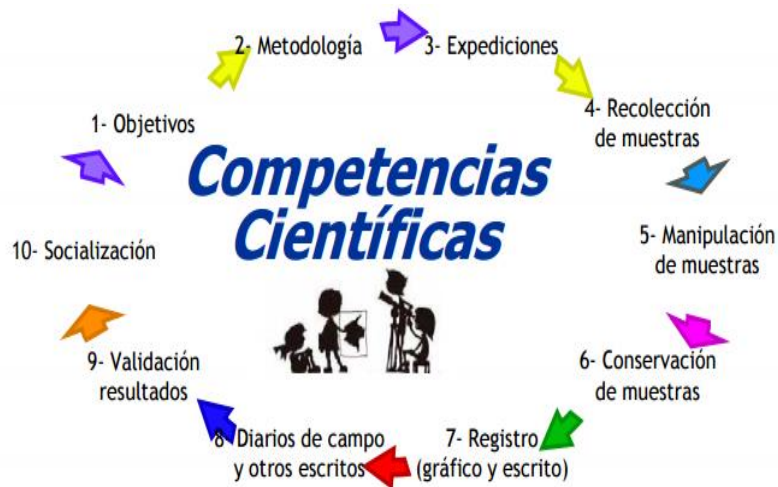 Competencias
Científicas
1- Objetivos
2- Metodología
3- Expediciones
4- Recolección
de muestras
5- Manipulación
de muestras
6- Conservación
de muestras
7- Registro
(gráfico y escrito)
8- Diarios de campo
y otros escritos
9- Validación
resultados
10- Socialización